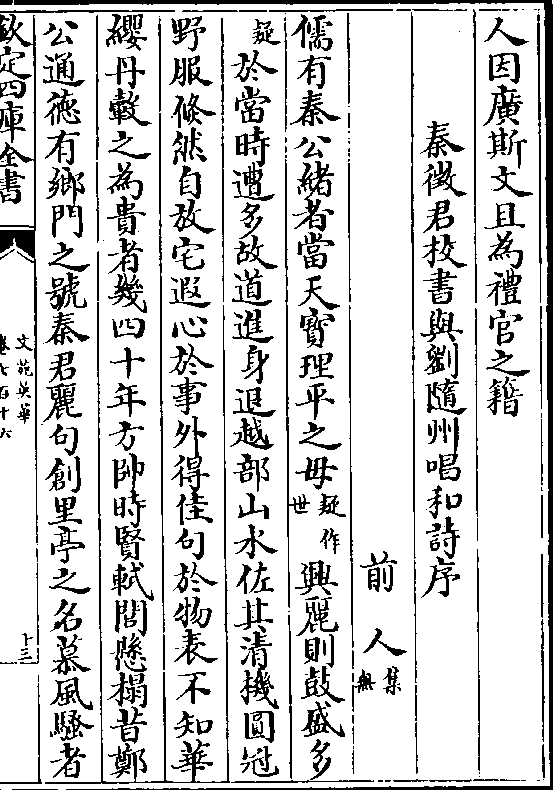 人因廣斯文且為禮官之籍
秦徴君挍書與劉隨州唱和詩序
前人集無
儒有秦公緒者當天寳理平之毋疑作世興麗則鼓盛多
疑於當時遭多故道進身退越部山水佐其清機圓冠
野服倏然自放宅遐心於事外得佳句於物表不知華
纓丹轂之為貴者幾四十年方帥時賢軾閭懸榻昔鄭
公通徳有鄉門之號秦君麗句創里亭之名慕風騷者
欽定四庫全書
文苑英華
卷七百十六
十三